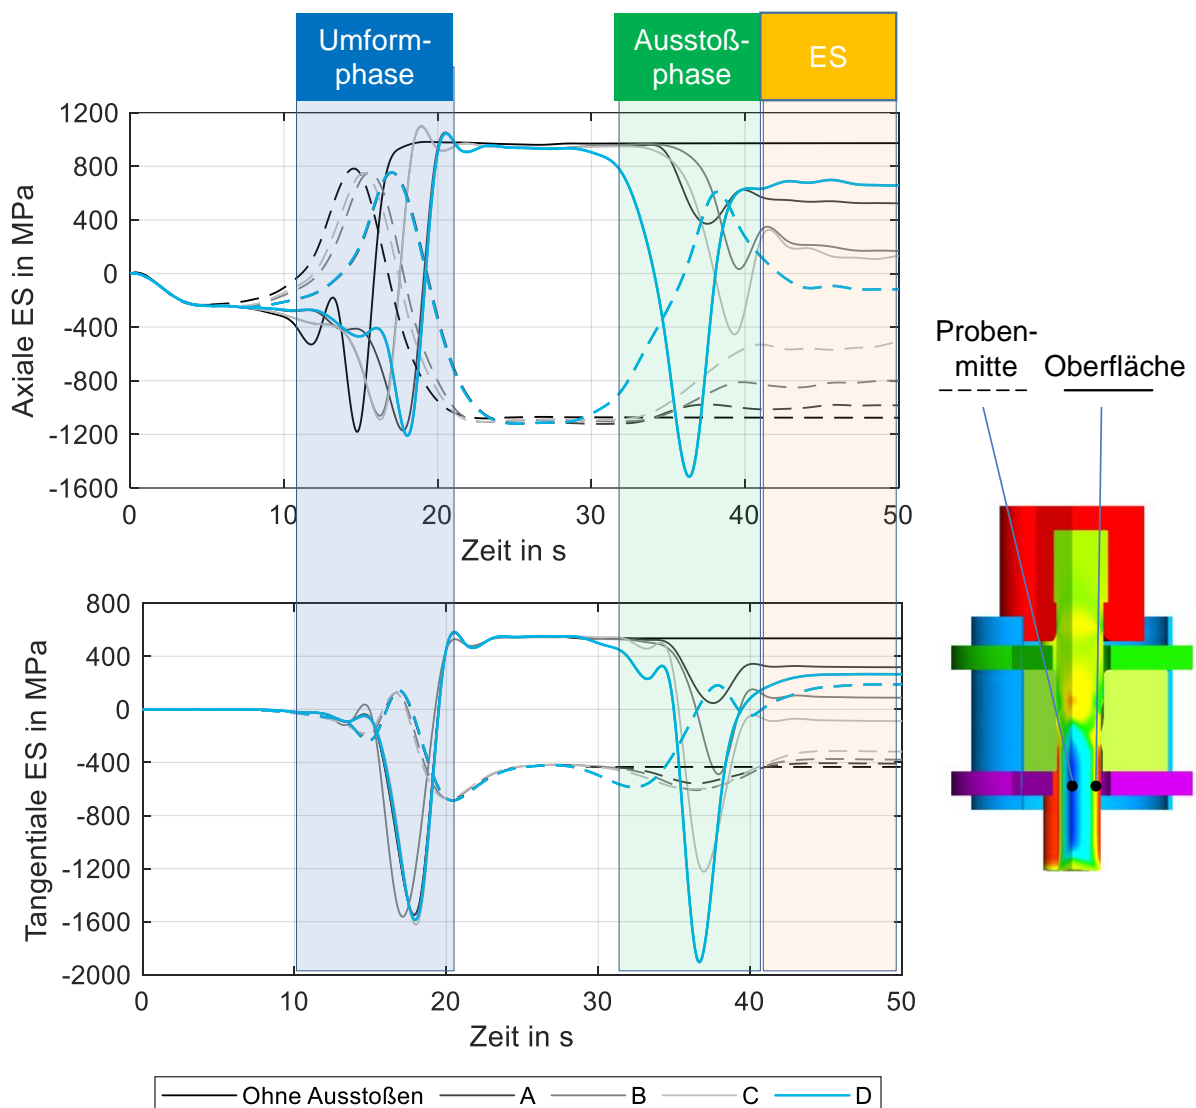 Umform-
phase
Ausstoß-
phase
ES
1200
800
400
0
-400
-800
-1200
-1600
Axiale ES in MPa
0
10
20
30
40
50
Zeit in s
Proben-
mitte
Oberfläche
800
400
0
-400
-800
-1200
-1600
-2000
Tangentiale ES in MPa
0
10
20
30
40
50
Zeit in s
Ohne Ausstoßen
A
B
C
D